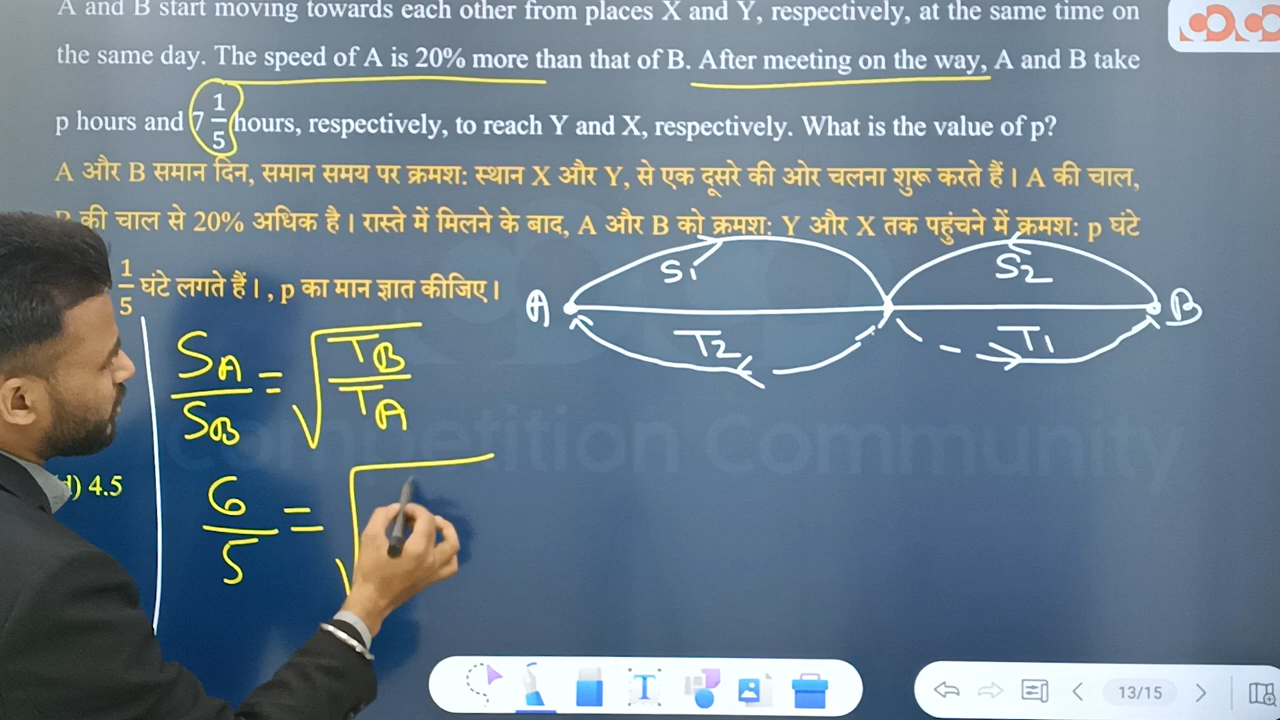 A and B start moving towards each other from places X and Y, respectively, at the same time on
the same day. The speed of A is 20% more than that of B. After meeting on the way, A and B take
p hours and 7 1/5 hours, respectively, to reach Y and X, respectively. What is the value of p?
A और B समान दिन, समान समय पर क्रमश: स्थान X और Y, से एक दूसरे की ओर चलना शुरू करते हैं। A की चाल,
B की चाल से 20% अधिक है। रास्ते में मिलने के बाद, A और B को क्रमश: Y और X तक पहुंचने में क्रमश: p घंटे
1/5 घंटे लगते हैं।, p का मान ज्ञात कीजिए।
A S1 S2 B
T2 T1
SA/SB = √(TB/TA)
Competition Community
(d) 4.5
6/5 = √
T
13/15